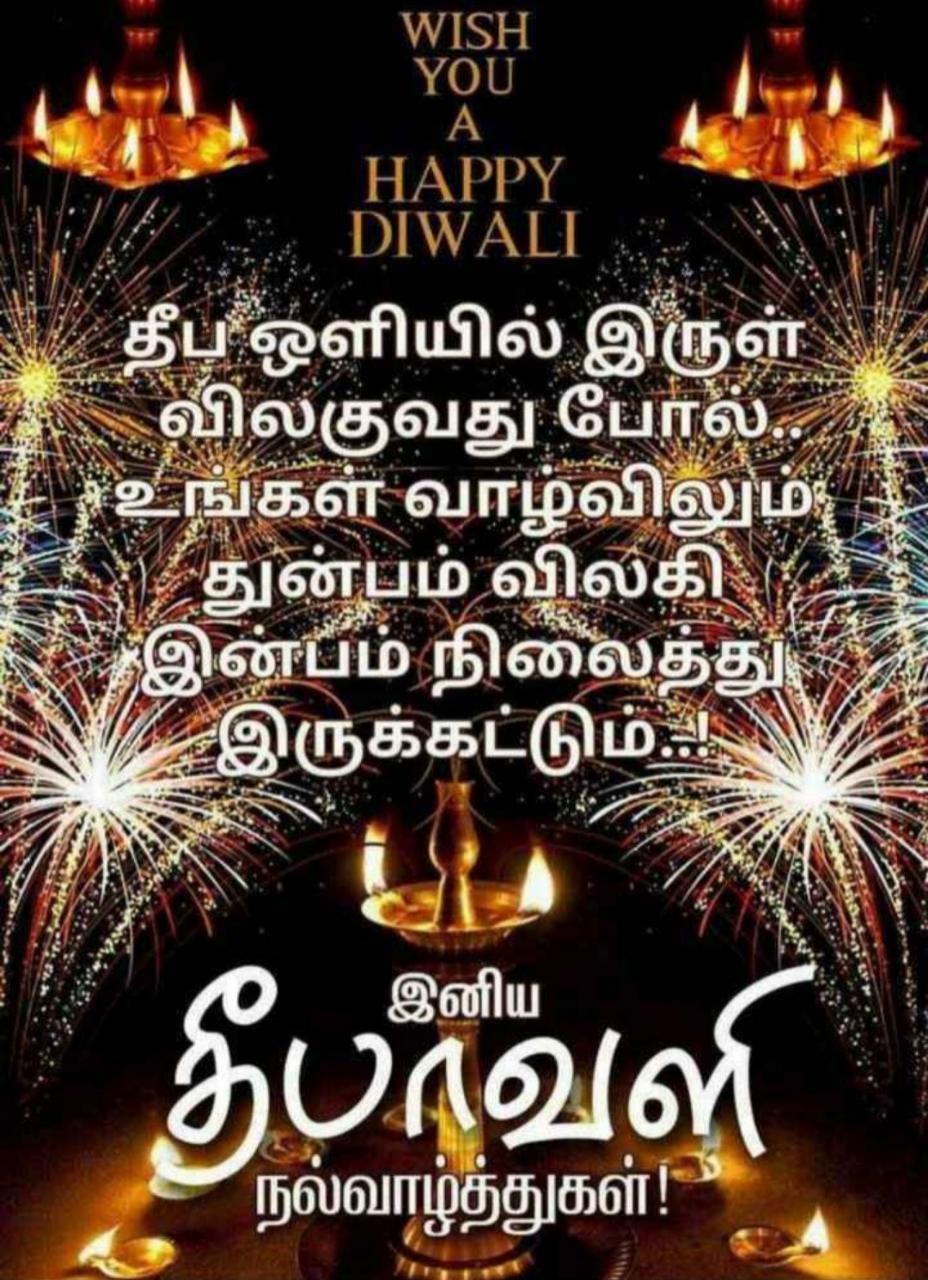 WISH
YOU
A
HAPPY
DIWALI
தீப ஒளியில் இருள்
விலகுவது போல்..
உங்கள் வாழ்விலும்
துன்பம் விலகி
இன்பம் நிலைத்து
இருக்கட்டும்..!
இனிய
தீபாவளி
நல்வாழ்த்துகள்!